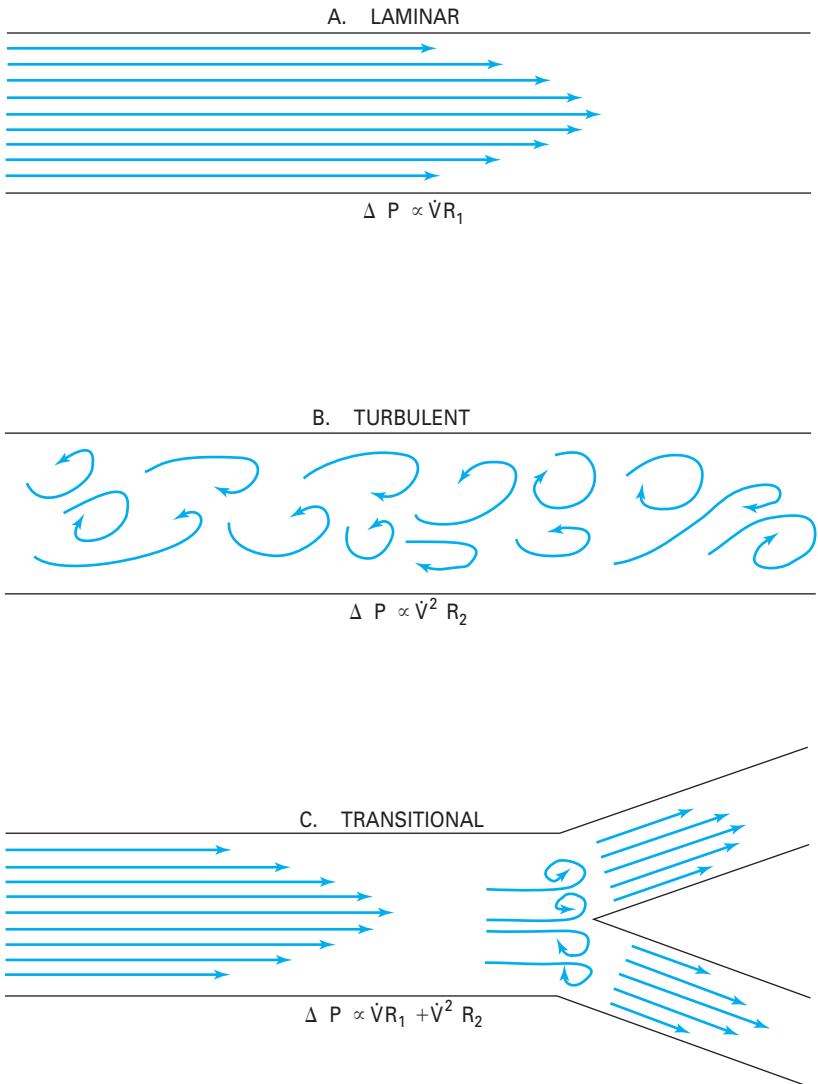 A. LAMINAR
Δ P ∝ V̇R₁
B. TURBULENT
Δ P ∝ V̇² R₂
C. TRANSITIONAL
Δ P ∝ V̇R₁ + V̇² R₂